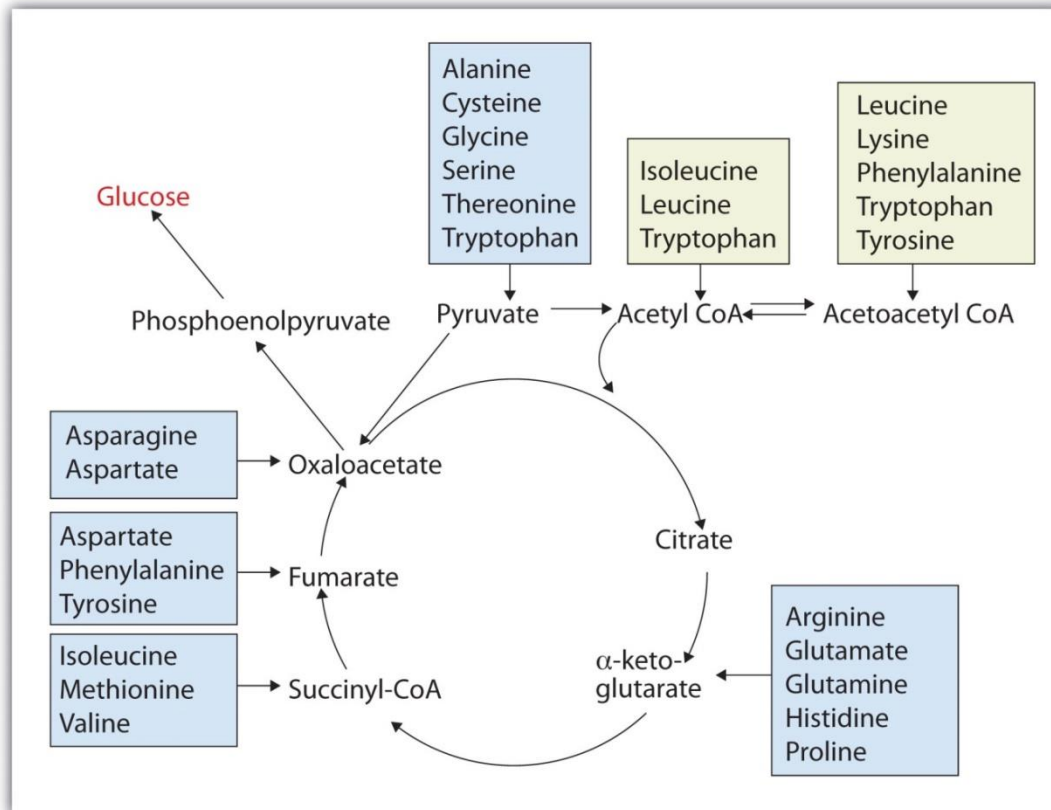 Alanine
Cysteine
Glycine
Serine
Thereonine
Tryptophan
Isoleucine
Leucine
Tryptophan
Leucine
Lysine
Phenylalanine
Tryptophan
Tyrosine
Glucose
Phosphoenolpyruvate
Pyruvate
Acetyl CoA
Acetoacetyl CoA
Asparagine
Aspartate
Oxaloacetate
Citrate
Aspartate
Phenylalanine
Tyrosine
Fumarate
Isoleucine
Methionine
Valine
Succinyl-CoA
α-keto-
glutarate
Arginine
Glutamate
Glutamine
Histidine
Proline